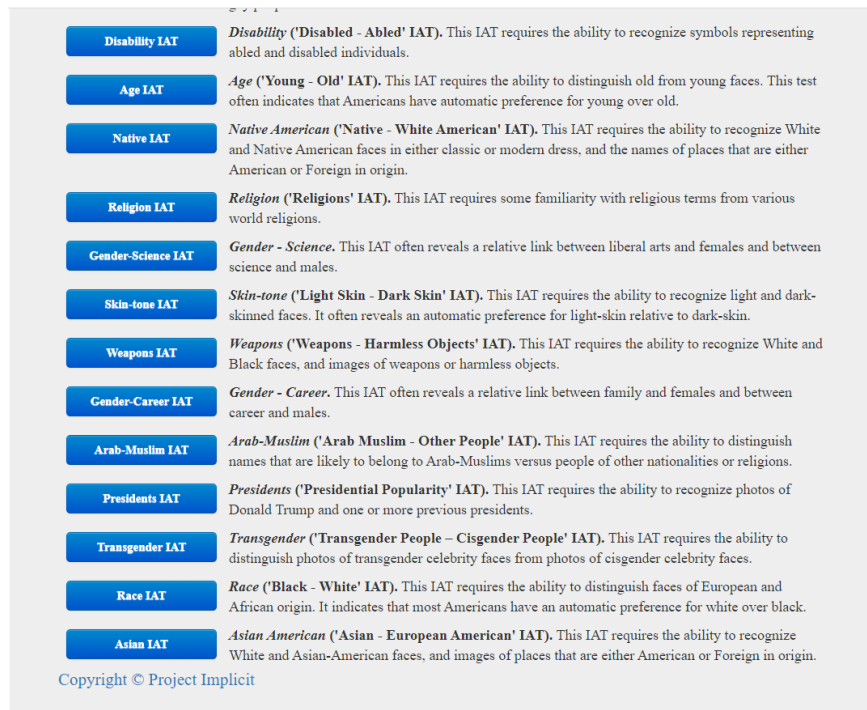 Disability IAT
Disability ('Disabled - Abled' IAT). This IAT requires the ability to recognize symbols representing
abled and disabled individuals.
Age IAT
Age ('Young - Old' IAT). This IAT requires the ability to distinguish old from young faces. This test
often indicates that Americans have automatic preference for young over old.
Native IAT
Native American ('Native - White American' IAT). This IAT requires the ability to recognize White
and Native American faces in either classic or modern dress, and the names of places that are either
American or Foreign in origin.
Religion IAT
Religion ('Religions' IAT). This IAT requires some familiarity with religious terms from various
world religions.
Gender-Science IAT
Gender - Science. This IAT often reveals a relative link between liberal arts and females and between
science and males.
Skin-tone IAT
Skin-tone ('Light Skin - Dark Skin' IAT). This IAT requires the ability to recognize light and dark-
skinned faces. It often reveals an automatic preference for light-skin relative to dark-skin.
Weapons IAT
Weapons ('Weapons - Harmless Objects' IAT). This IAT requires the ability to recognize White and
Black faces, and images of weapons or harmless objects.
Gender-Career IAT
Gender - Career. This IAT often reveals a relative link between family and females and between
career and males.
Arab-Muslim IAT
Arab-Muslim ('Arab Muslim - Other People' IAT). This IAT requires the ability to distinguish
names that are likely to belong to Arab-Muslims versus people of other nationalities or religions.
Presidents IAT
Presidents ('Presidential Popularity' IAT). This IAT requires the ability to recognize photos of
Donald Trump and one or more previous presidents.
Transgender IAT
Transgender ('Transgender People – Cisgender People' IAT). This IAT requires the ability to
distinguish photos of transgender celebrity faces from photos of cisgender celebrity faces.
Race IAT
Race ('Black - White' IAT). This IAT requires the ability to distinguish faces of European and
African origin. It indicates that most Americans have an automatic preference for white over black.
Asian IAT
Asian American ('Asian - European American' IAT). This IAT requires the ability to recognize
White and Asian-American faces, and images of places that are either American or Foreign in origin.
Copyright © Project Implicit